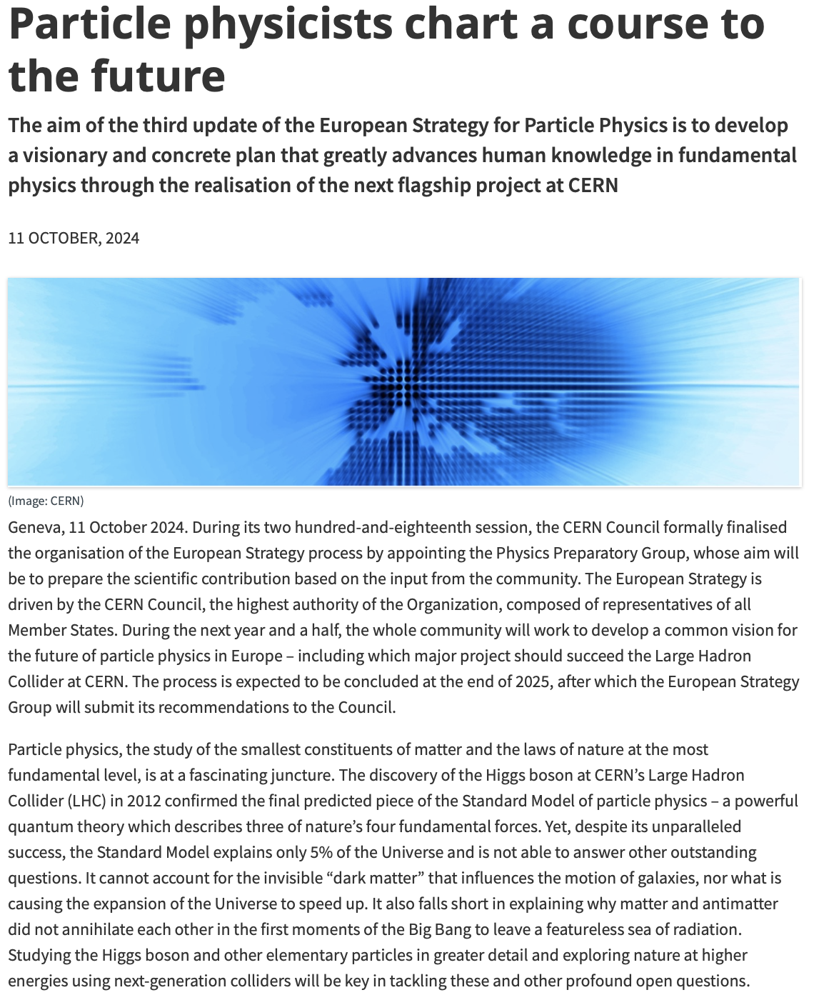 Particle physicists chart a course to
the future
The aim of the third update of the European Strategy for Particle Physics is to develop
a visionary and concrete plan that greatly advances human knowledge in fundamental
physics through the realisation of the next flagship project at CERN
11 OCTOBER, 2024
(Image: CERN)
Geneva, 11 October 2024. During its two hundred-and-eighteenth session, the CERN Council formally finalised
the organisation of the European Strategy process by appointing the Physics Preparatory Group, whose aim will
be to prepare the scientific contribution based on the input from the community. The European Strategy is
driven by the CERN Council, the highest authority of the Organization, composed of representatives of all
Member States. During the next year and a half, the whole community will work to develop a common vision for
the future of particle physics in Europe – including which major project should succeed the Large Hadron
Collider at CERN. The process is expected to be concluded at the end of 2025, after which the European Strategy
Group will submit its recommendations to the Council.
Particle physics, the study of the smallest constituents of matter and the laws of nature at the most
fundamental level, is at a fascinating juncture. The discovery of the Higgs boson at CERN’s Large Hadron
Collider (LHC) in 2012 confirmed the final predicted piece of the Standard Model of particle physics – a powerful
quantum theory which describes three of nature’s four fundamental forces. Yet, despite its unparalleled
success, the Standard Model explains only 5% of the Universe and is not able to answer other outstanding
questions. It cannot account for the invisible “dark matter” that influences the motion of galaxies, nor what is
causing the expansion of the Universe to speed up. It also falls short in explaining why matter and antimatter
did not annihilate each other in the first moments of the Big Bang to leave a featureless sea of radiation.
Studying the Higgs boson and other elementary particles in greater detail and exploring nature at higher
energies using next-generation colliders will be key in tackling these and other profound open questions.